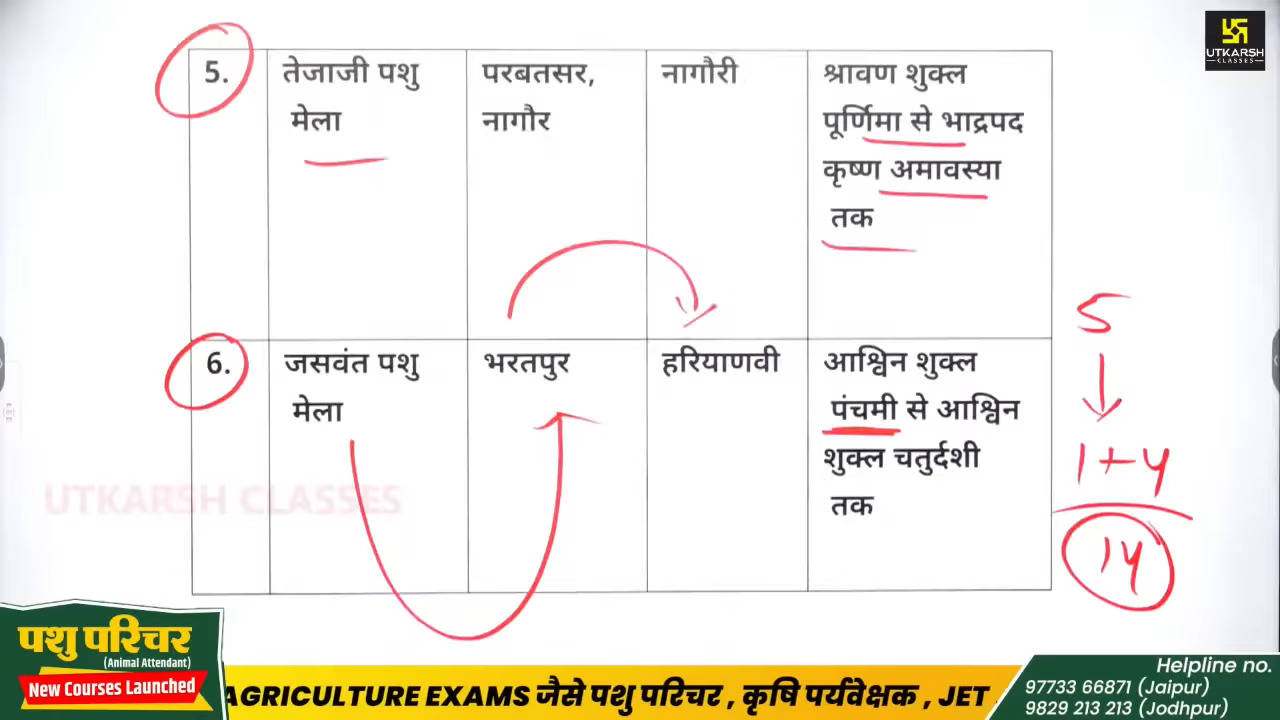 UTKARSH
CLASSES
5.
तेजाजी पशु
मेला
परबतसर,
नागौर
नागौरी
श्रावण शुक्ल
पूर्णिमा से भाद्रपद
कृष्ण अमावस्या
तक
6.
जसवंत पशु
मेला
भरतपुर
हरियाणवी
आश्विन शुक्ल
पंचमी से आश्विन
शुक्ल चतुर्दशी
तक
5
1+4
14
UTKARSH CLASSES
पशु परिचर
(Animal Attendant)
New Courses Launched
AGRICULTURE EXAMS जैसे पशु परिचर , कृषि पर्यवेक्षक , JET
Helpline no.
97733 66871 (Jaipur)
9829 213 213 (Jodhpur)